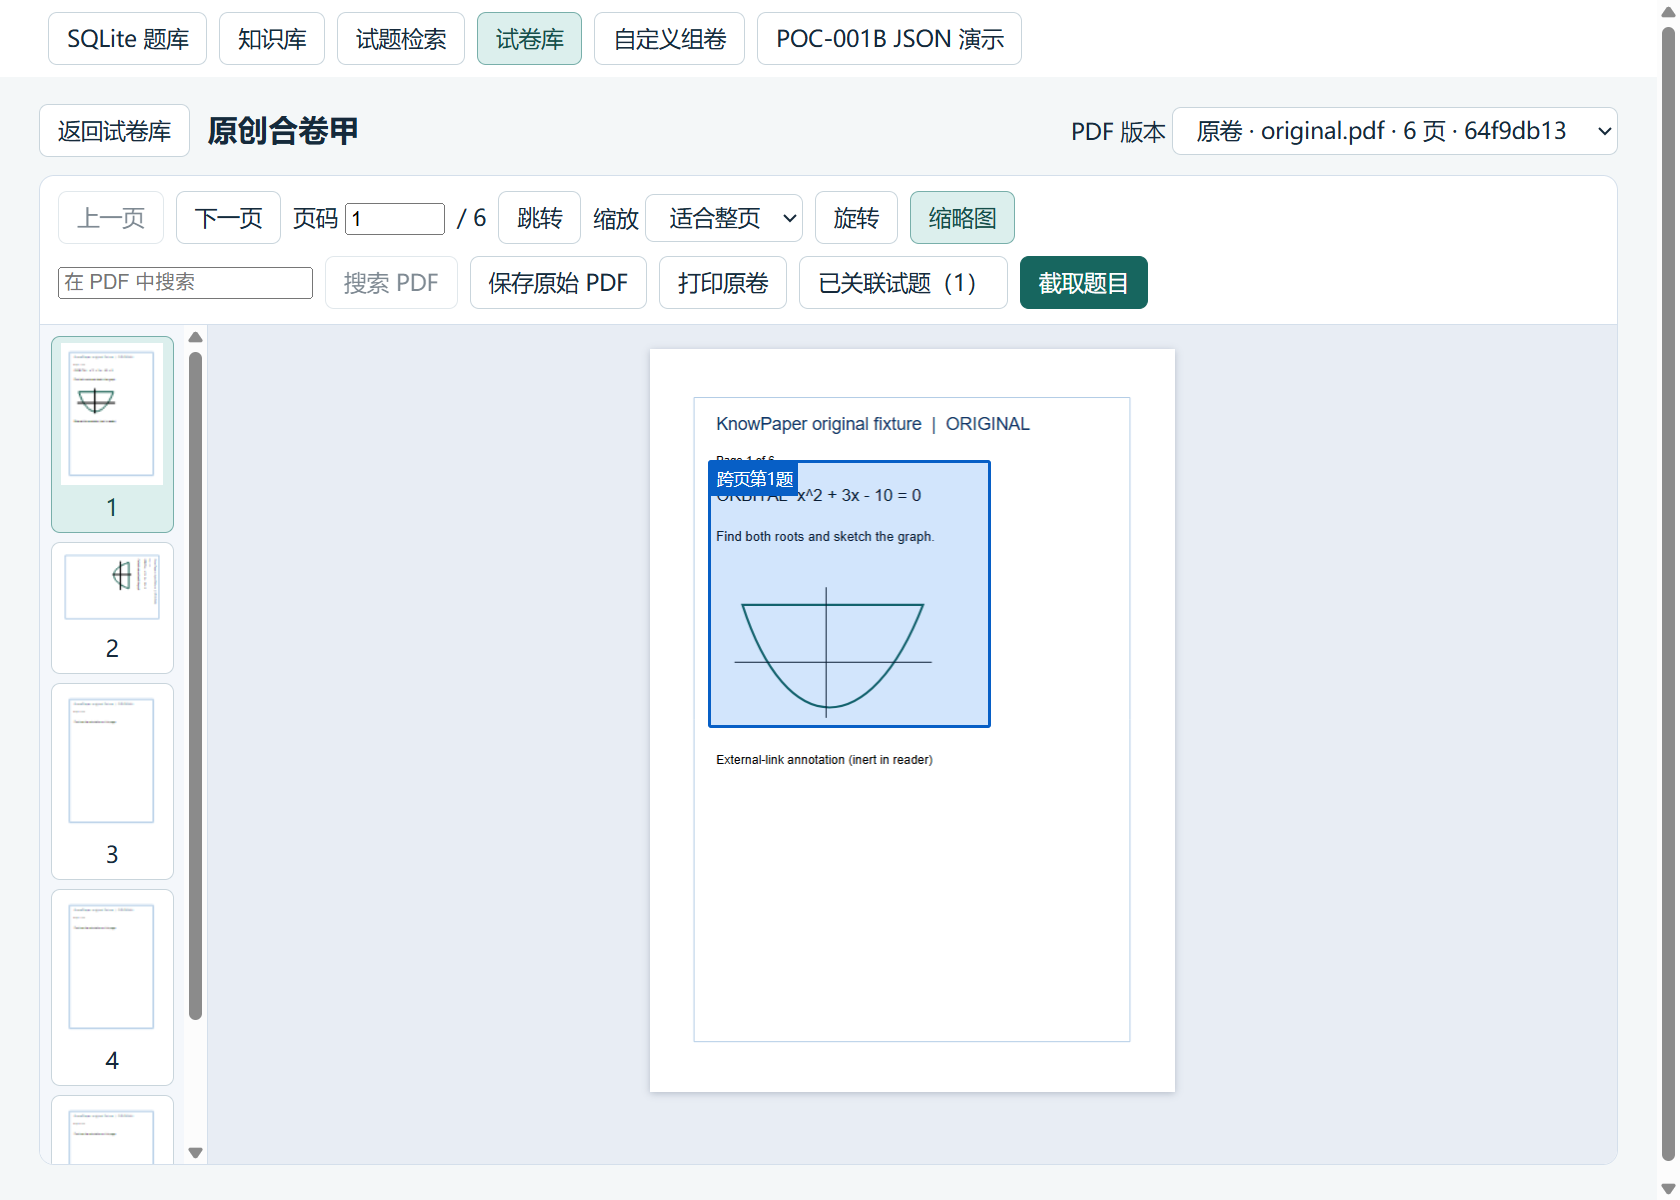 SQLite 题库 知识库 试题检索 试卷库 自定义组卷 POC-001B JSON 演示
返回试卷库 原创合卷甲 PDF 版本 原卷 · original.pdf · 6 页 · 64f9db13
上一页 下一页 页码 1 / 6 跳转 缩放 适合整页 旋转 缩略图
在 PDF 中搜索 搜索 PDF 保存原始 PDF 打印原卷 已关联试题（1） 截取题目
1
2
3
4
KnowPaper original fixture | ORIGINAL
Page 1 of 6
跨页第1题
ORBITAL x^2 + 3x - 10 = 0
Find both roots and sketch the graph.
External-link annotation (inert in reader)